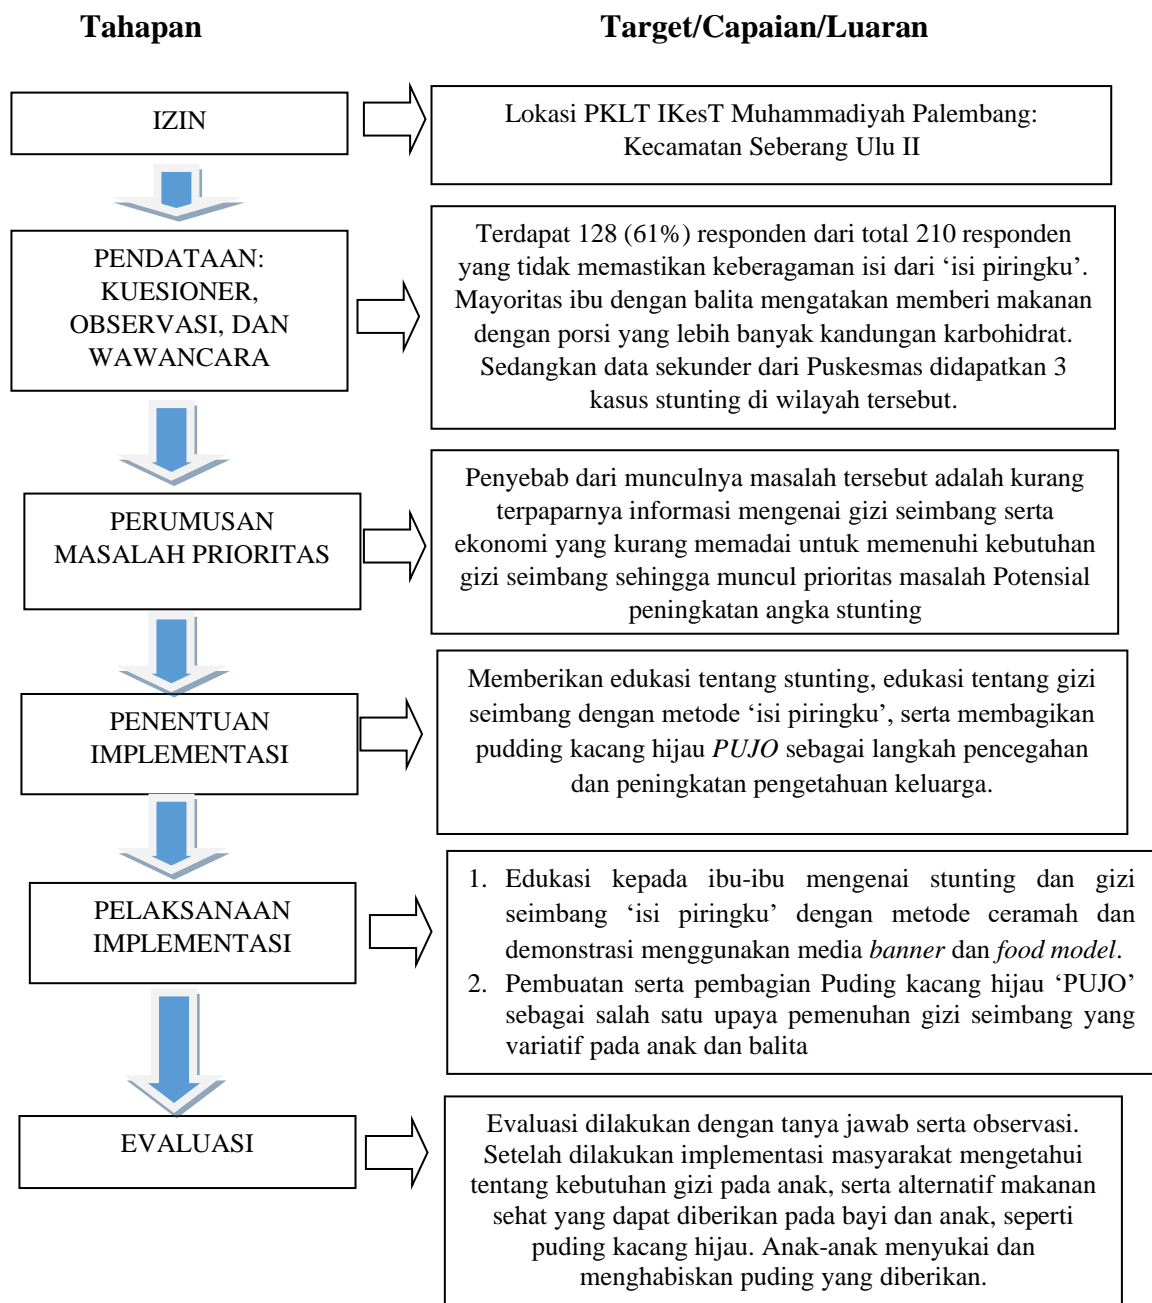 Tahapan
Target/Capaian/Luaran
IZIN
Lokasi PKLT IKesT Muhammadiyah Palembang:
Kecamatan Seberang Ulu II
PENDATAAN:
KUESIONER,
OBSERVASI, DAN
WAWANCARA
Terdapat 128 (61%) responden dari total 210 responden
yang tidak memastikan keberagaman isi dari ‘isi piringku’.
Mayoritas ibu dengan balita mengatakan memberi makanan
dengan porsi yang lebih banyak kandungan karbohidrat.
Sedangkan data sekunder dari Puskesmas didapatkan 3
kasus stunting di wilayah tersebut.
PERUMUSAN
MASALAH PRIORITAS
Penyebab dari munculnya masalah tersebut adalah kurang
terpaparnya informasi mengenai gizi seimbang serta
ekonomi yang kurang memadai untuk memenuhi kebutuhan
gizi seimbang sehingga muncul prioritas masalah Potensial
peningkatan angka stunting
PENENTUAN
IMPLEMENTASI
Memberikan edukasi tentang stunting, edukasi tentang gizi
seimbang dengan metode ‘isi piringku’, serta membagikan
pudding kacang hijau PUJO sebagai langkah pencegahan
dan peningkatan pengetahuan keluarga.
PELAKSANAAN
IMPLEMENTASI
1. Edukasi kepada ibu-ibu mengenai stunting dan gizi
seimbang ‘isi piringku’ dengan metode ceramah dan
demonstrasi menggunakan media banner dan food model.
2. Pembuatan serta pembagian Puding kacang hijau ‘PUJO’
sebagai salah satu upaya pemenuhan gizi seimbang yang
variatif pada anak dan balita
EVALUASI
Evaluasi dilakukan dengan tanya jawab serta observasi.
Setelah dilakukan implementasi masyarakat mengetahui
tentang kebutuhan gizi pada anak, serta alternatif makanan
sehat yang dapat diberikan pada bayi dan anak, seperti
puding kacang hijau. Anak-anak menyukai dan
menghabiskan puding yang diberikan.